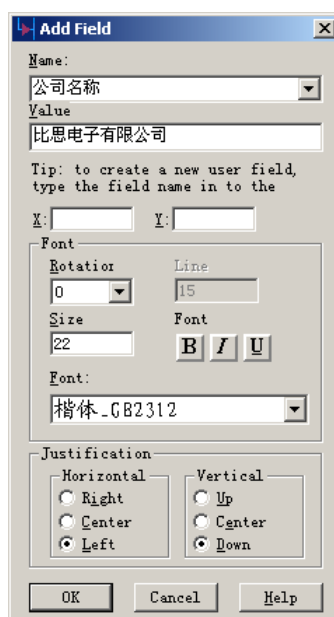 Add Field
Name:
公司名称
Value
比思电子有限公司
Tip: to create a new user field,
type the field name in to the
X: Y:
Font
Rotation Line
0 15
Size Font
22 B I U
Font:
楷体_GB2312
Justification
Horizontal Vertical
Right Up
Center Center
Left Down
OK Cancel Help